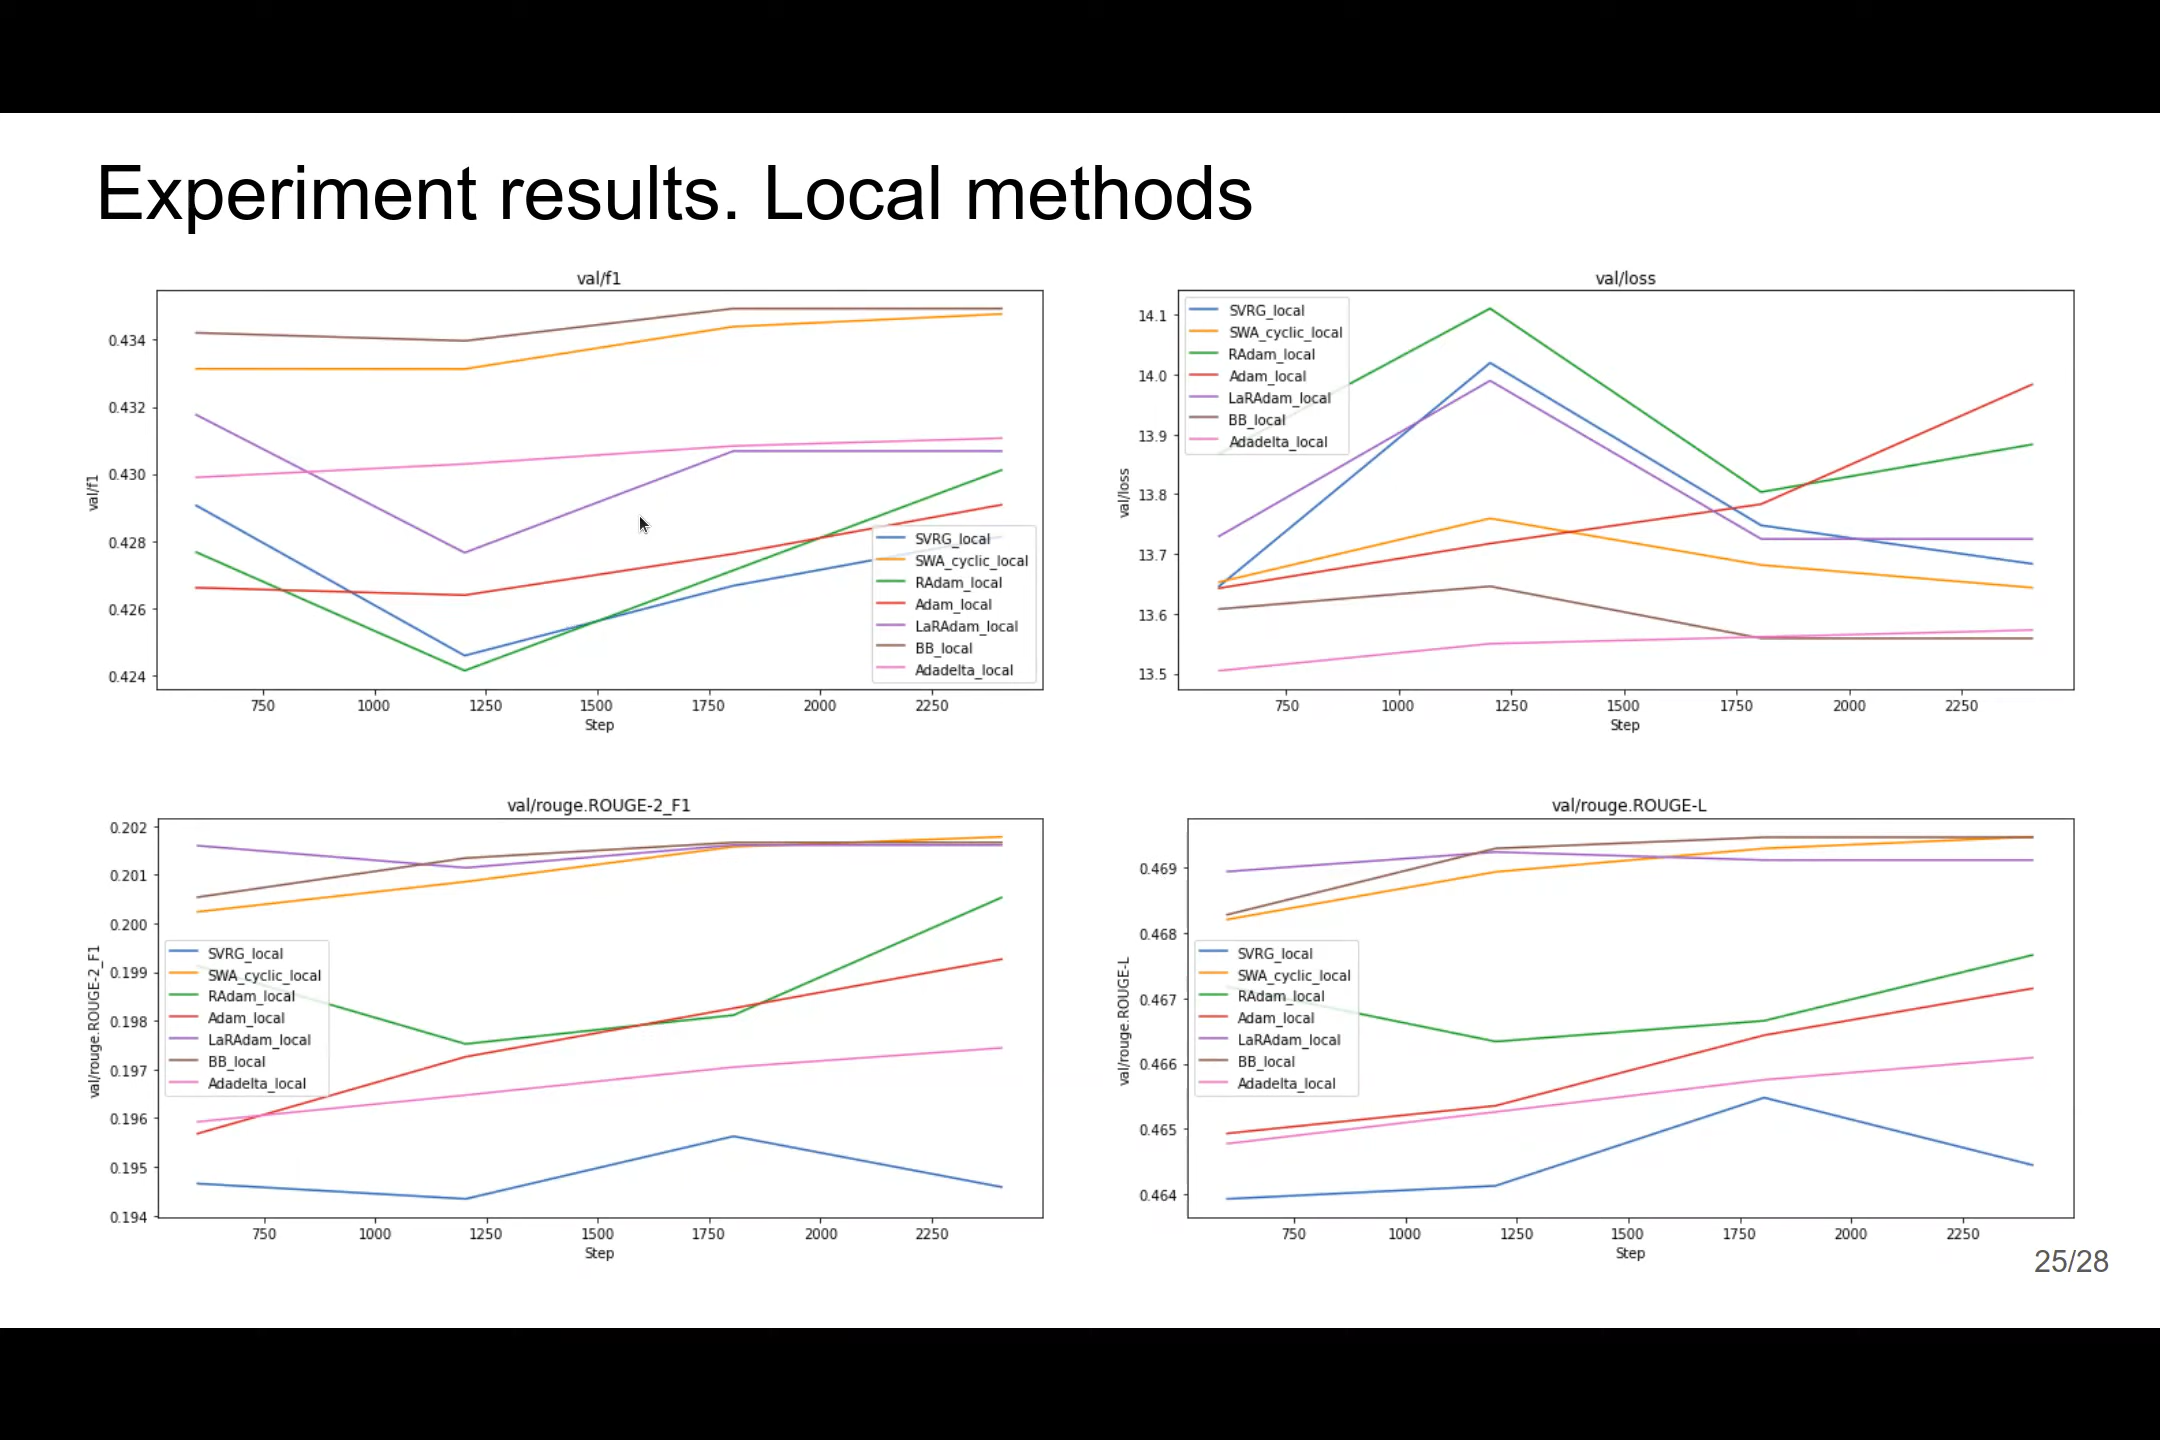 Experiment results. Local methods
val/f1
0.434
0.432
0.430
0.428
0.426
0.424
val/f1
750 1000 1250 1500 1750 2000 2250
Step
SVRG_local
SWA_cyclic_local
RAdam_local
Adam_local
LaRAdam_local
BB_local
Adadelta_local
val/loss
14.1
14.0
13.9
13.8
13.7
13.6
13.5
val/loss
750 1000 1250 1500 1750 2000 2250
Step
SVRG_local
SWA_cyclic_local
RAdam_local
Adam_local
LaRAdam_local
BB_local
Adadelta_local
val/rouge.ROUGE-2_F1
0.202
0.201
0.200
0.199
0.198
0.197
0.196
0.195
0.194
val/rouge.ROUGE-2_F1
750 1000 1250 1500 1750 2000 2250
Step
SVRG_local
SWA_cyclic_local
RAdam_local
Adam_local
LaRAdam_local
BB_local
Adadelta_local
val/rouge.ROUGE-L
0.469
0.468
0.467
0.466
0.465
0.464
val/rouge.ROUGE-L
750 1000 1250 1500 1750 2000 2250
Step
SVRG_local
SWA_cyclic_local
RAdam_local
Adam_local
LaRAdam_local
BB_local
Adadelta_local
25/28